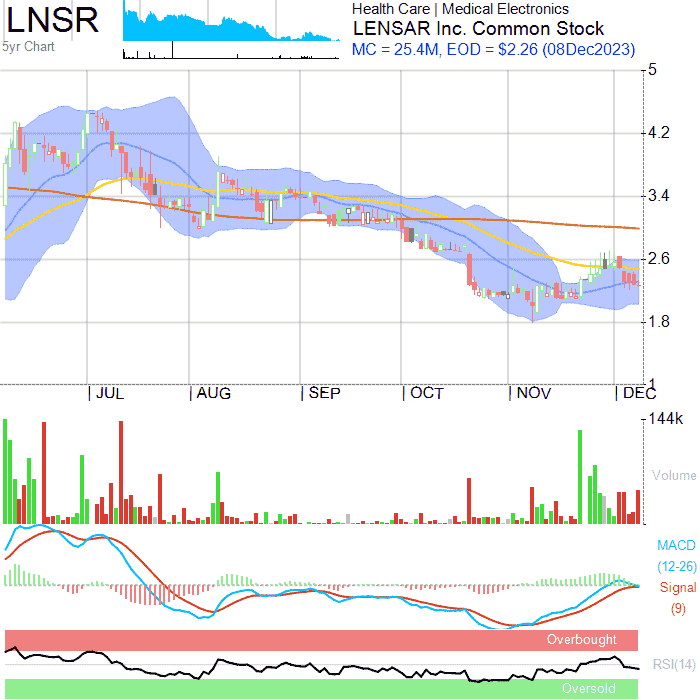 LNSR
5yr Chart
Health Care | Medical Electronics
LENSAR Inc. Common Stock
MC = 25.4M, EOD = $2.26 (08Dec2023)
5
4.2
3.4
2.6
1.8
1
JUL AUG SEP OCT NOV DEC
144k
Volume
MACD
(12-26)
Signal
(9)
Overbought
RSI(14)
Oversold